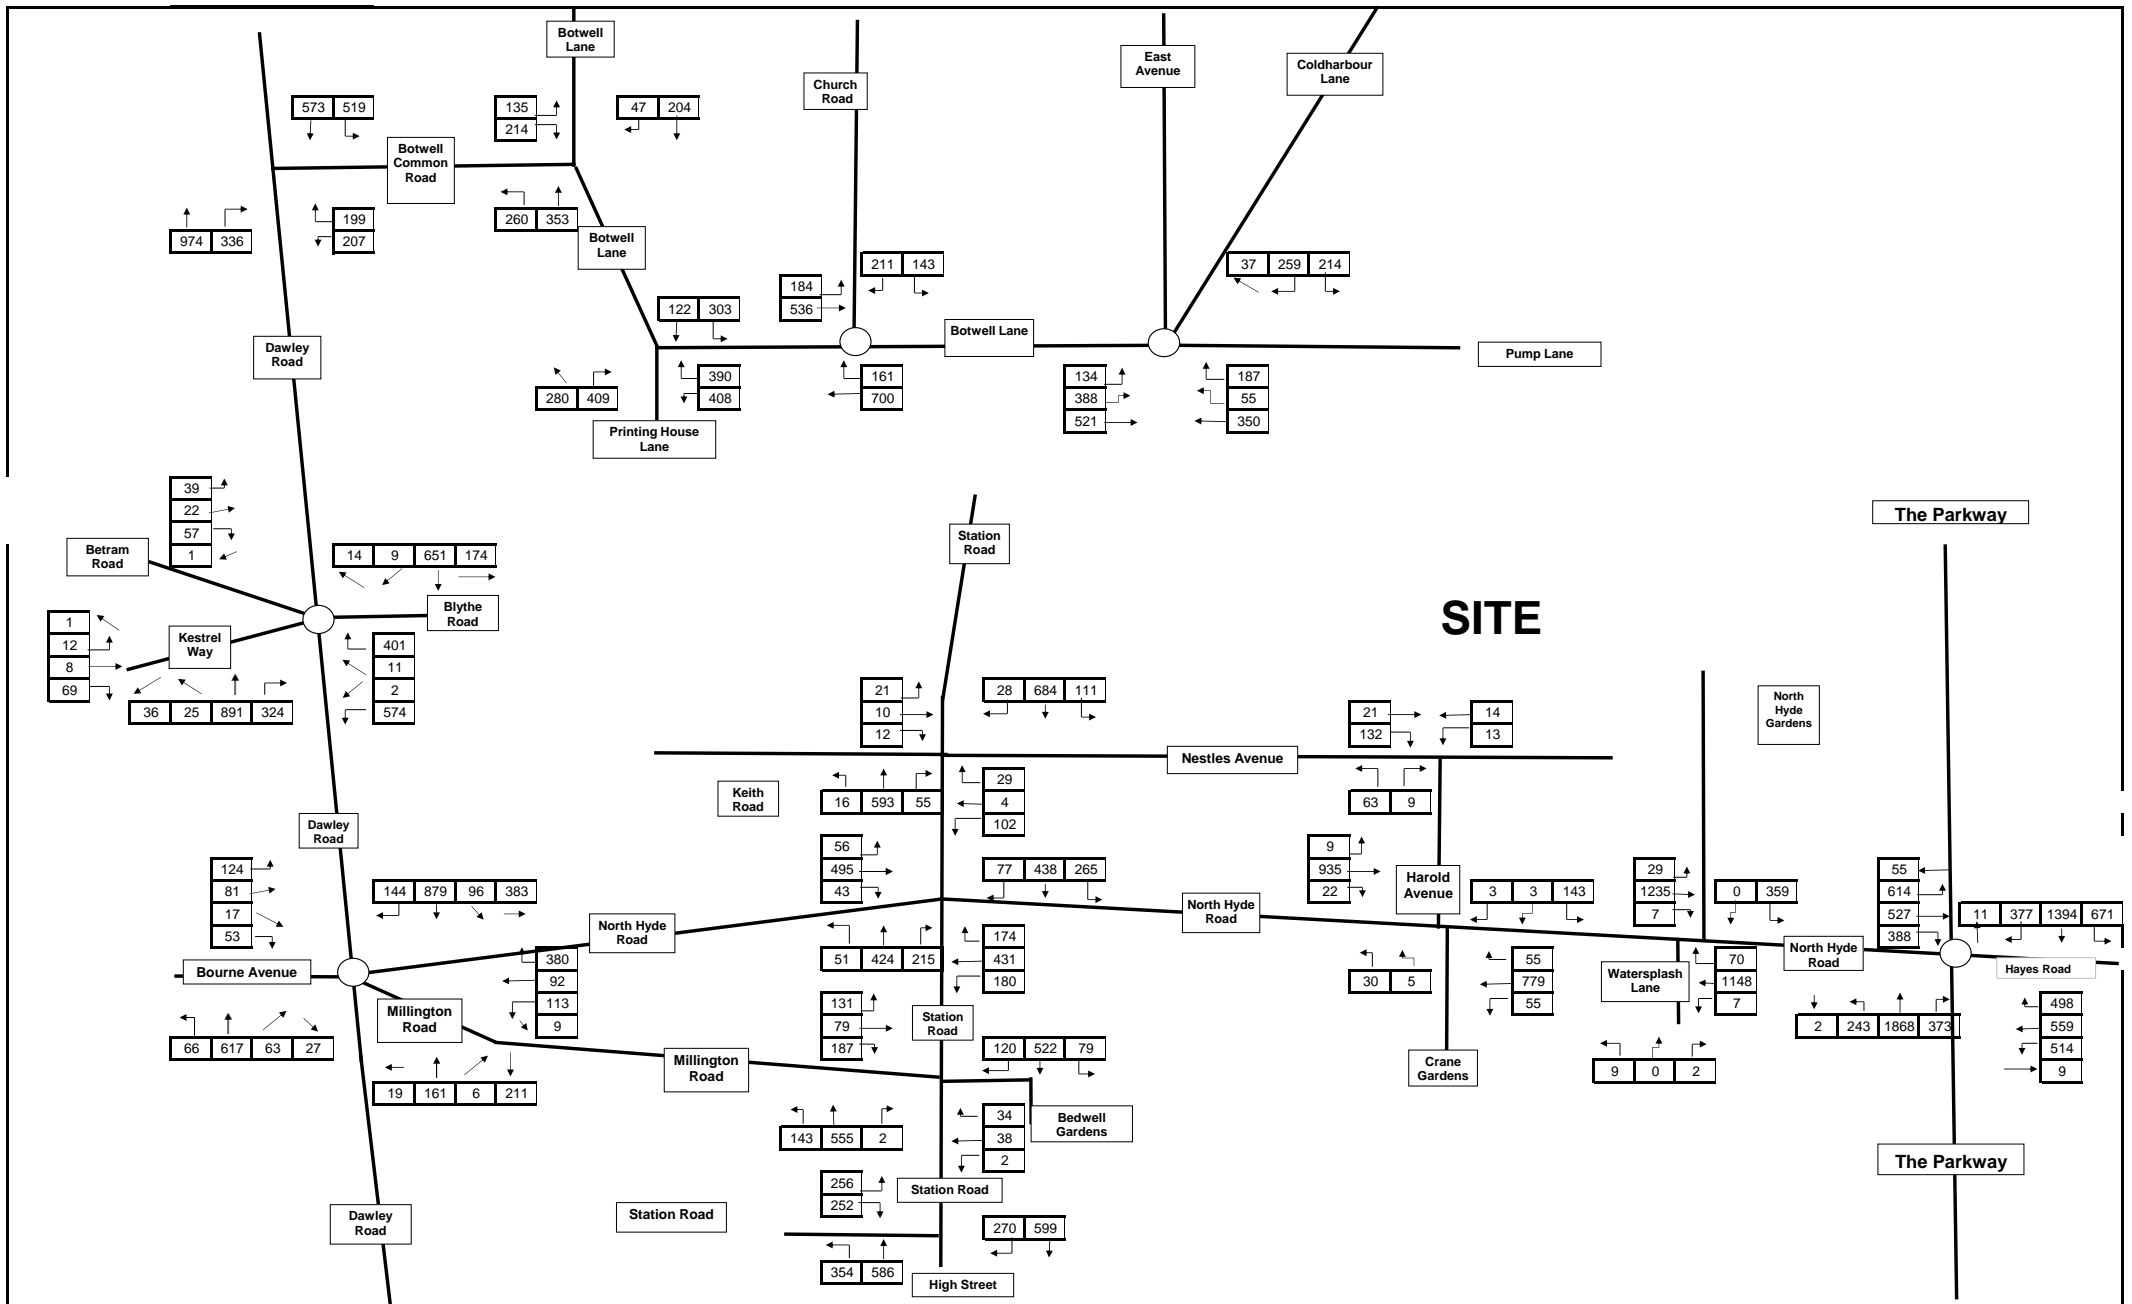 Botwell
Lane
East
Avenue
Coldharbour
Lane
Church
Road
573 519
135
214
47 204
Botwell
Common
Road
974 336
199
207
260 353
Botwell
Lane
211 143
37 259 214
184
536
122 303
Botwell Lane
Dawley
Road
Pump Lane
280 409
390
408
161
700
134
388
521
187
55
350
Printing House
Lane
39
22
57
1
Betram
Road
14 9 651 174
Station
Road
The Parkway
Blythe
Road
SITE
1
12
8
69
Kestrel
Way
401
11
2
574
36 25 891 324
21
10
12
28 684 111
21
132
14
13
North
Hyde
Gardens
Nestles Avenue
Keith
Road
16 593 55
29
4
102
63 9
Dawley
Road
56
495
43
77 438 265
9
935
22
Harold
Avenue
3 3 143
29
1235
7
0 359
55
614
527
388
11 377 1394 671
124
81
17
53
144 879 96 383
North Hyde
Road
North Hyde
Road
North Hyde
Road
Bourne Avenue
380
92
113
9
51 424 215
174
431
180
30 5
55
779
55
Watersplash
Lane
70
1148
7
Hayes Road
Millington
Road
131
79
187
Station
Road
2 243 1868 373
498
559
514
9
66 617 63 27
Millington
Road
120 522 79
Crane
Gardens
9 0 2
19 161 6 211
143 555 2
34
38
2
Bedwell
Gardens
The Parkway
256
252
Station Road
Dawley
Road
Station Road
270 599
354 586
High Street